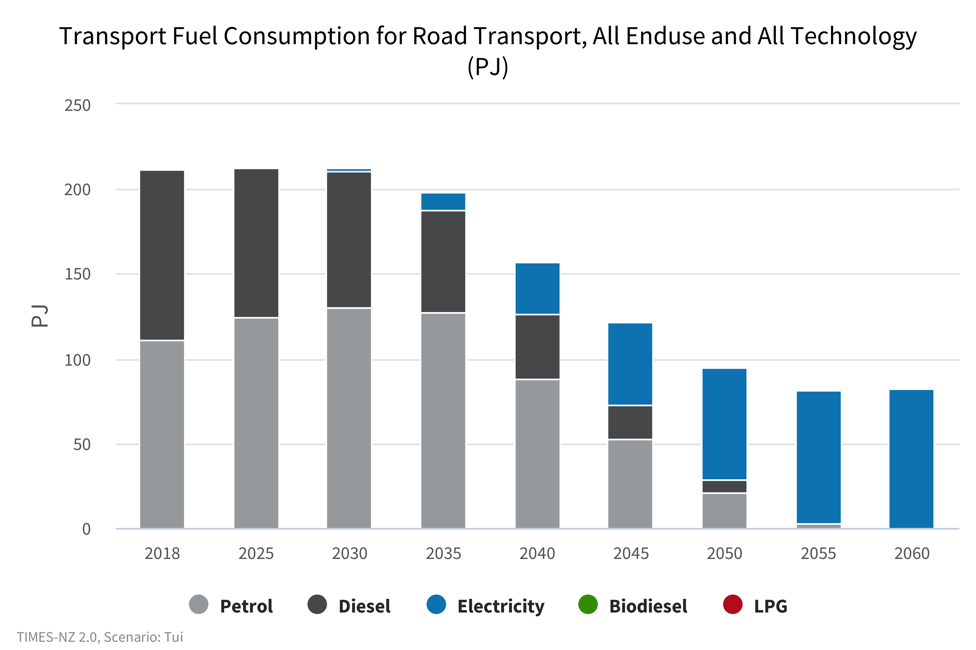 Transport Fuel Consumption for Road Transport, All Enduse and All Technology
(PJ)
250
200
150
100
50
0
PJ
2018 2025 2030 2035 2040 2045 2050 2055 2060
Petrol Diesel Electricity Biodiesel LPG
TIMES-NZ 2.0, Scenario: Tui